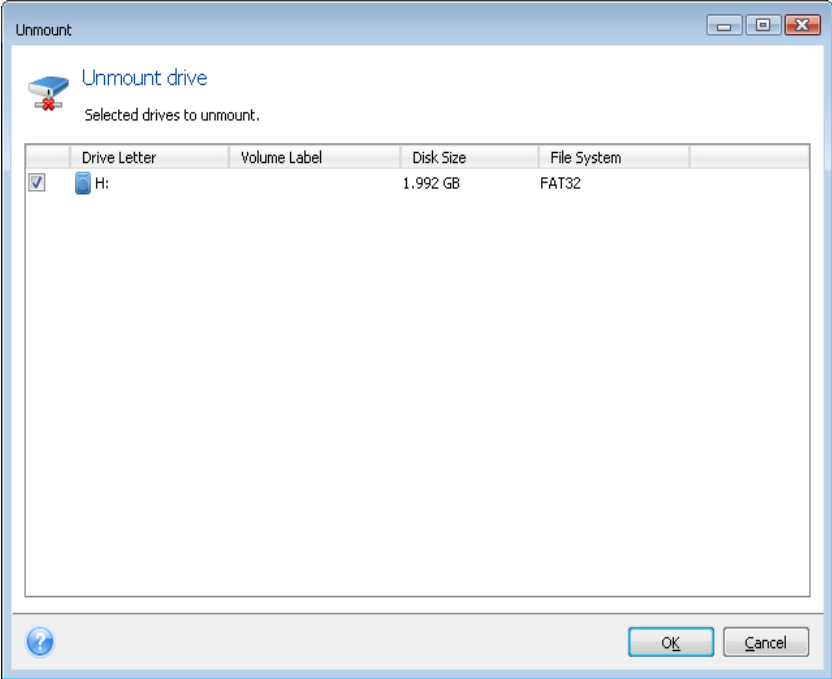 Unmount
Unmount drive
Selected drives to unmount.
Drive Letter Volume Label Disk Size File System
H: 1.992 GB FAT32
? OK Cancel